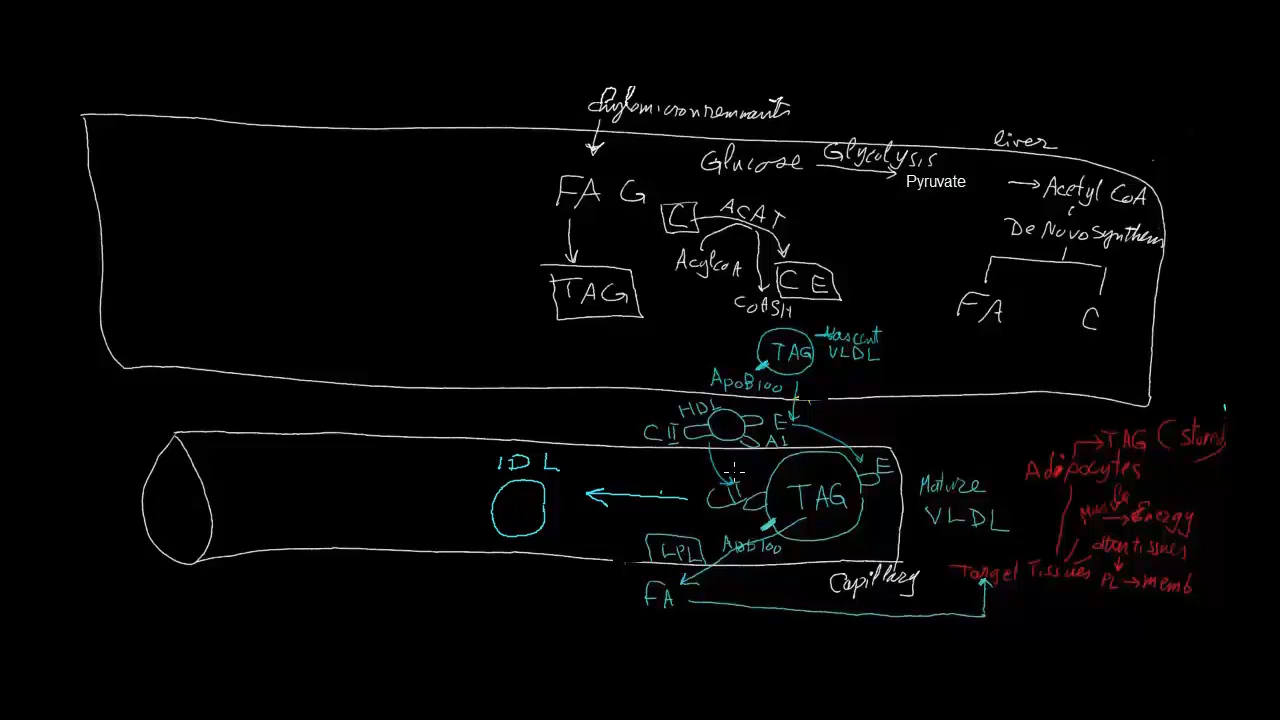 Chylomicron remnants
liver
Glucose Glycolysis
Pyruvate
Acetyl CoA
FA G
C ACAT
De Novo Synthesis
Acyl CoA
CE
CoASH
TAG
FA
C
Nascent
VLDL
TAG
ApoB100
HDL
CII
E
AI
TAG (
Adipocytes
IDL
E
CII
TAG
Mature
VLDL
Muscle
Energy
other tissues
LPL
ApoB100
Target Tissues
PL → memb
Capillary
FA